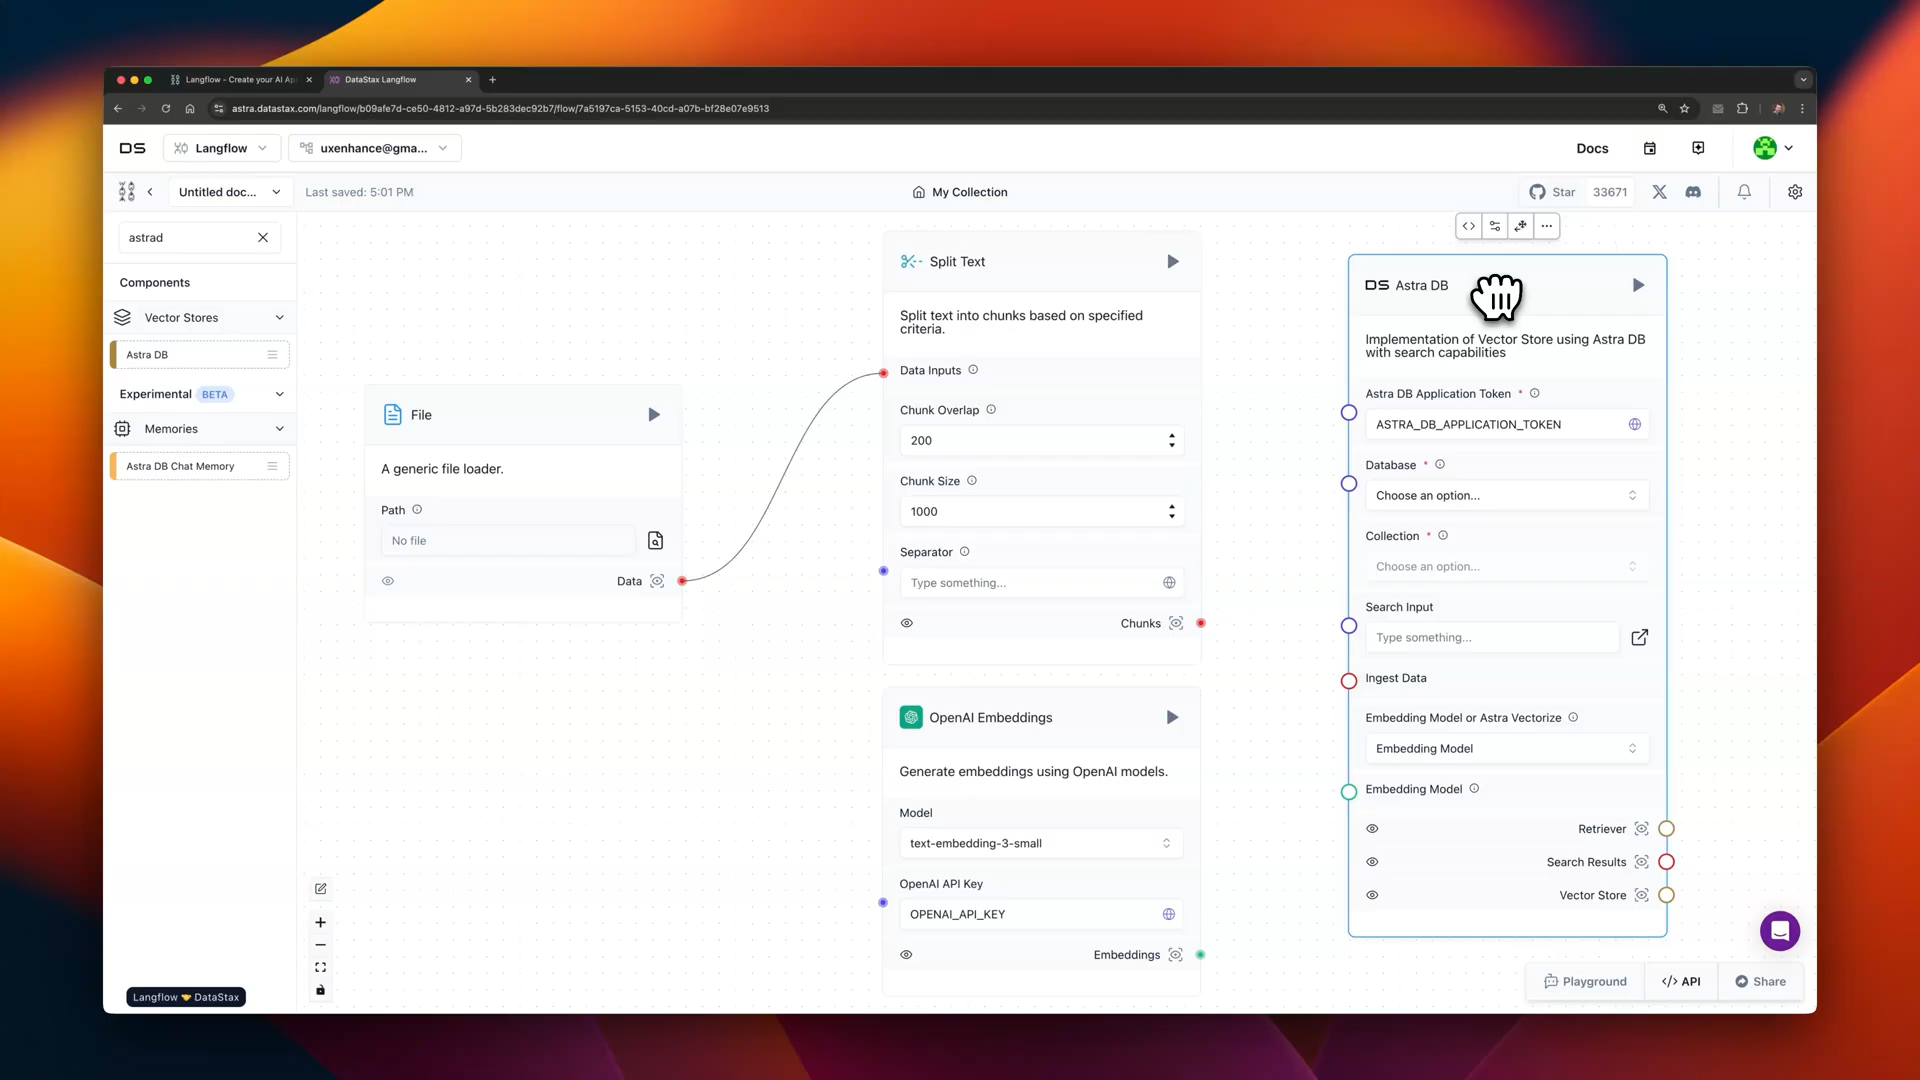 Langflow - Create your AI Ap
DataStax Langflow
astra.datastax.com/langflow/b09afe7d-ce50-4812-a97d-5b283dec92b7/flow/7a5197ca-5153-40cd-a07b-bf28e07e9513
DS
Langflow
uxenhance@gma...
Docs
Untitled doc...
Last saved: 5:01 PM
My Collection
Star
33671
astrad
Components
Vector Stores
Astra DB
Experimental BETA
Memories
Astra DB Chat Memory
File
A generic file loader.
Path
No file
Data
Split Text
Split text into chunks based on specified
criteria.
Data Inputs
Chunk Overlap
200
Chunk Size
1000
Separator
Type something...
Chunks
OpenAI Embeddings
Generate embeddings using OpenAI models.
Model
text-embedding-3-small
OpenAI API Key
OPENAI_API_KEY
Embeddings
DS Astra DB
Implementation of Vector Store using Astra DB
with search capabilities
Astra DB Application Token *
ASTRA_DB_APPLICATION_TOKEN
Database *
Choose an option...
Collection *
Choose an option...
Search Input
Type something...
Ingest Data
Embedding Model or Astra Vectorize
Embedding Model
Embedding Model
Retriever
Search Results
Vector Store
Langflow 🤝 DataStax
Playground
</> API
Share